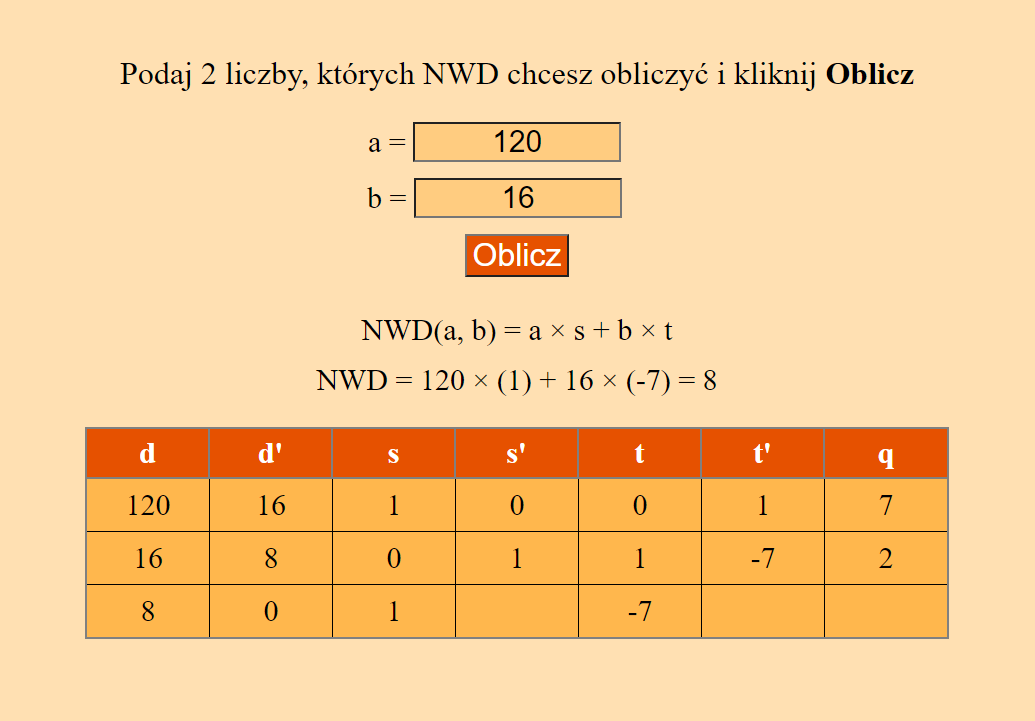 Podaj 2 liczby, których NWD chcesz obliczyć i kliknij Oblicz
a = 120
b = 16
Oblicz
NWD(a, b) = a × s + b × t
NWD = 120 × (1) + 16 × (-7) = 8
d d' s s' t t' q
120 16 1 0 0 1 7
16 8 0 1 1 -7 2
8 0 1 -7